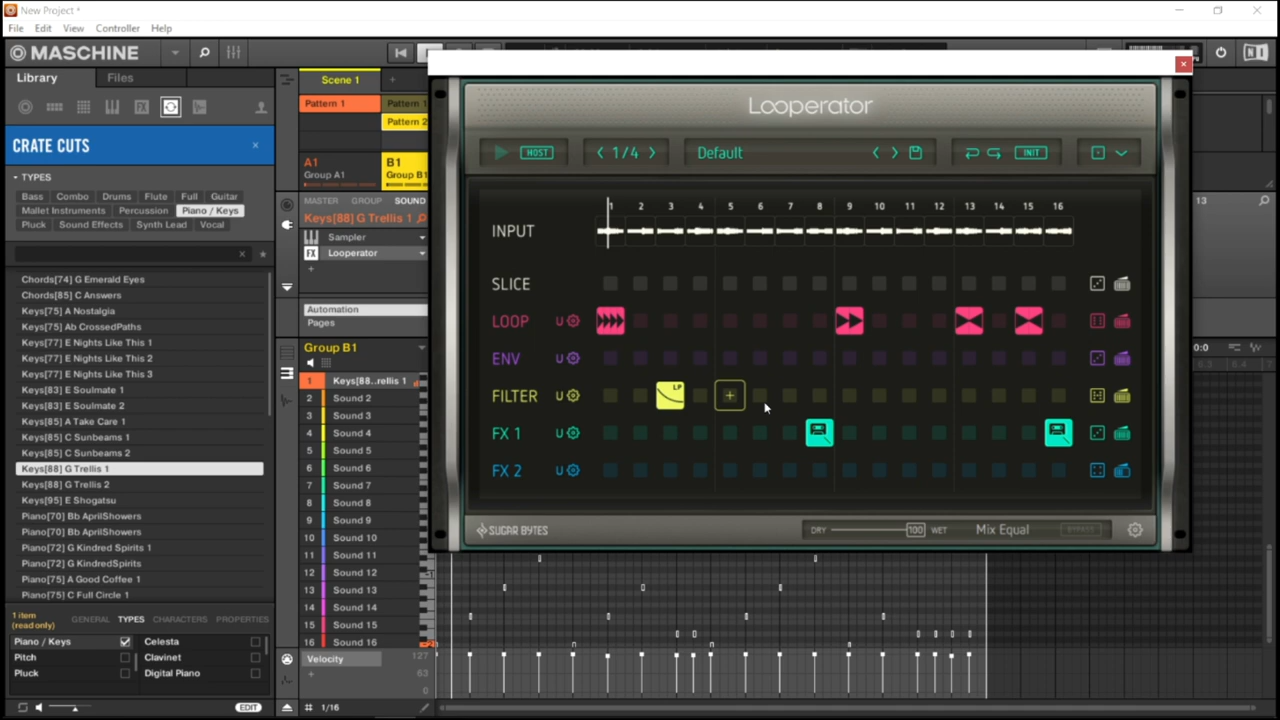 New Project *
File Edit View Controller Help
MASCHINE
Library Files
Scene 1 +
Pattern 1 Pattern 1
Pattern 2
A1 B1
Group A1 Group B1
CRATE CUTS ×
TYPES
Bass Combo Drums Flute Full Guitar
Mallet Instruments Percussion Piano / Keys
Pluck Sound Effects Synth Lead Vocal
MASTER GROUP SOUND
Keys[88] G Trellis 1
Sampler
FX Looperator
+
Automation
Pages
Chords[74] G Emerald Eyes
Chords[85] C Answers
Keys[75] A Nostalgia
Keys[75] Ab CrossedPaths
Keys[77] E Nights Like This 1
Keys[77] E Nights Like This 2
Keys[77] E Nights Like This 3
Keys[83] E Soulmate 1
Keys[83] E Soulmate 2
Keys[85] A Take Care 1
Keys[85] C Sunbeams 1
Keys[85] C Sunbeams 2
Keys[88] G Trellis 1
Keys[88] G Trellis 2
Keys[95] E Shogatsu
Piano[70] Bb AprilShowers
Piano[70] Bb AprilShowers
Piano[72] G Kindred Spirits 1
Piano[72] G KindredSpirits
Piano[75] A Good Coffee 1
Piano[75] C Full Circle 1
1 item
(read only)
GENERAL TYPES CHARACTERS PROPERTIES
Piano / Keys Celesta
Pitch Clavinet
Pluck Digital Piano
EDIT
Group B1
1 Keys[88..rellis 1
2 Sound 2
3 Sound 3
4 Sound 4
5 Sound 5
6 Sound 6
7 Sound 7
8 Sound 8
9 Sound 9
10 Sound 10
11 Sound 11
12 Sound 12
13 Sound 13
14 Sound 14
15 Sound 15
16 Sound 16
Velocity 127
+ 63
0
1/16
Looperator
HOST < 1/4 > Default < > INIT
1 2 3 4 5 6 7 8 9 10 11 12 13 14 15 16
INPUT
SLICE
LOOP U
ENV U
FILTER U LP +
FX 1 U
FX 2 U
SUGAR BYTES
DRY 100 WET Mix Equal BYPASS
13
0:0
6.3 6.4 7